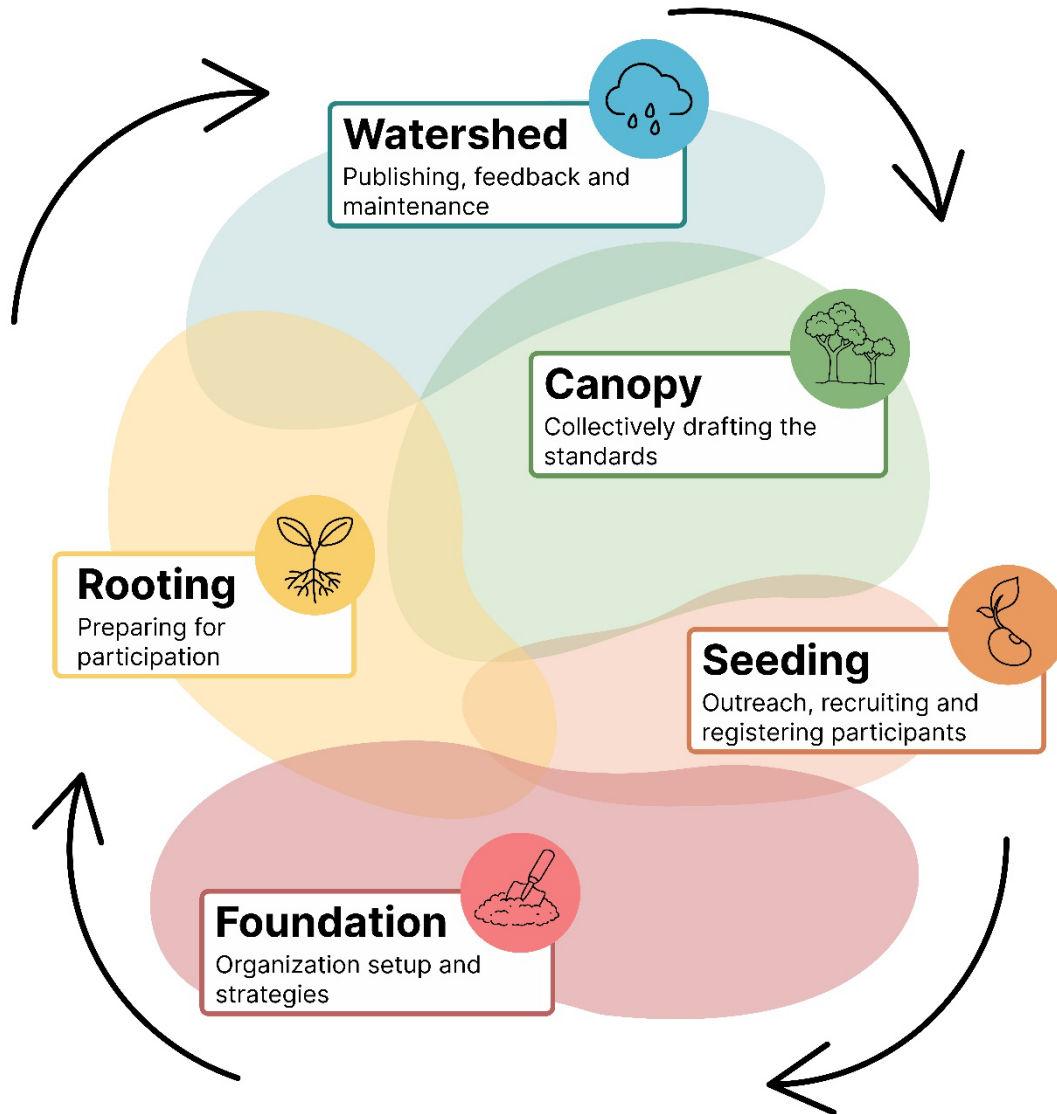 Watershed
Publishing, feedback and
maintenance
Canopy
Collectively drafting the
standards
Rooting
Preparing for
participation
Seeding
Outreach, recruiting and
registering participants
Foundation
Organization setup and
strategies